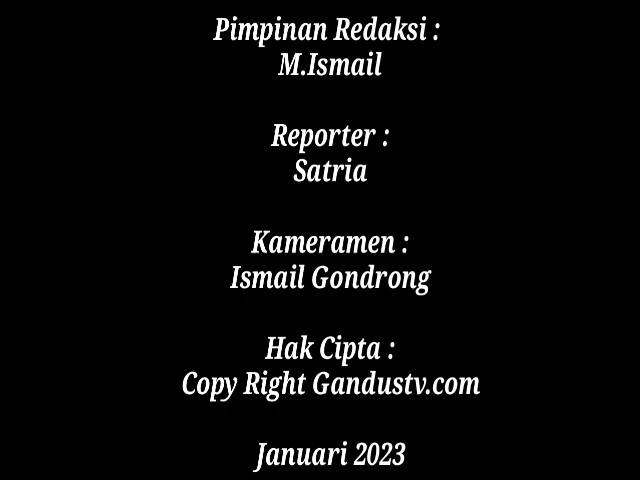 Pimpinan Redaksi :
M.Ismail
Reporter :
Satria
Kameramen :
Ismail Gondrong
Hak Cipta :
Copy Right Gandustv.com
Januari 2023